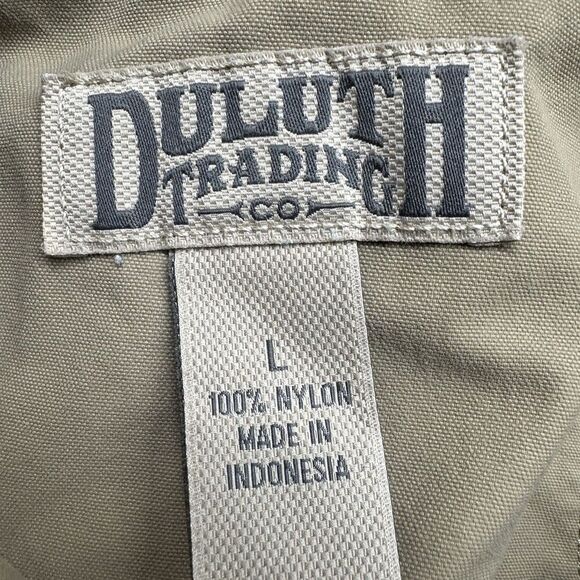 DULUTH
TRADING
CO
L
100% NYLON
MADE IN
INDONESIA